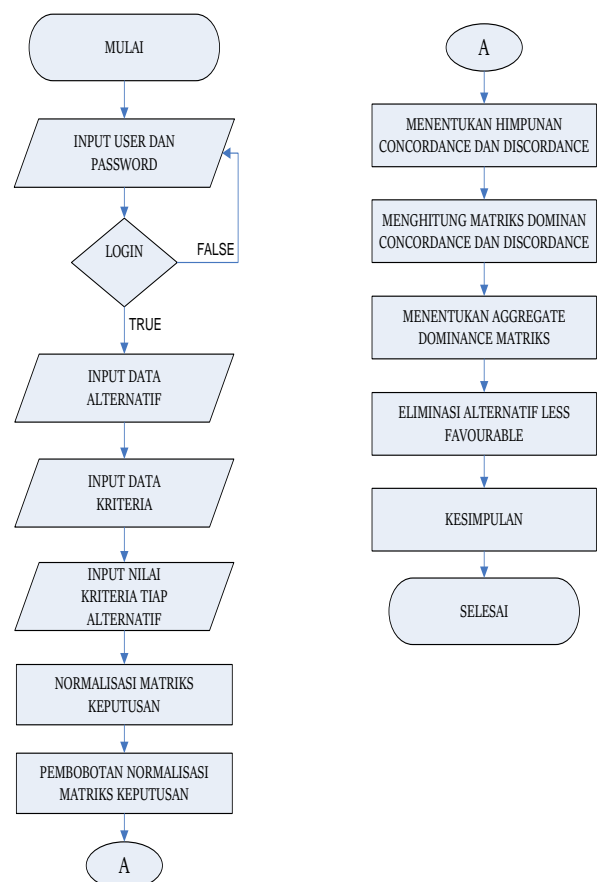 MULAI
INPUT USER DAN
PASSWORD
LOGIN
FALSE
TRUE
INPUT DATA
ALTERNATIF
INPUT DATA
KRITERIA
INPUT NILAI
KRITERIA TIAP
ALTERNATIF
NORMALISASI MATRIKS
KEPUTUSAN
PEMBOBOTAN NORMALISASI
MATRIKS KEPUTUSAN
A
A
MENENTUKAN HIMPUNAN
CONCORDANCE DAN DISCORDANCE
MENGHITUNG MATRIKS DOMINAN
CONCORDANCE DAN DISCORDANCE
MENENTUKAN AGGREGATE
DOMINANCE MATRIKS
ELIMINASI ALTERNATIF LESS
FAVOURABLE
KESIMPULAN
SELESAI